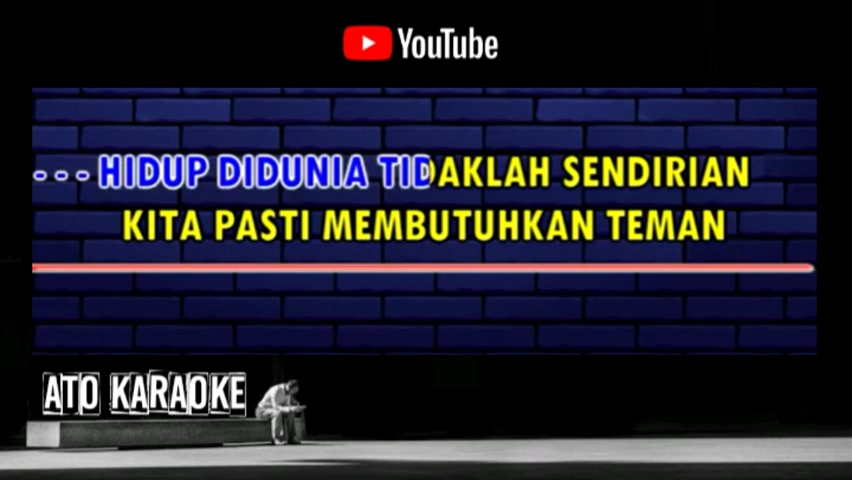 YouTube
- - - HIDUP DIDUNIA TIDAKLAH SENDIRIAN
KITA PASTI MEMBUTUHKAN TEMAN
ATO KARAOKE